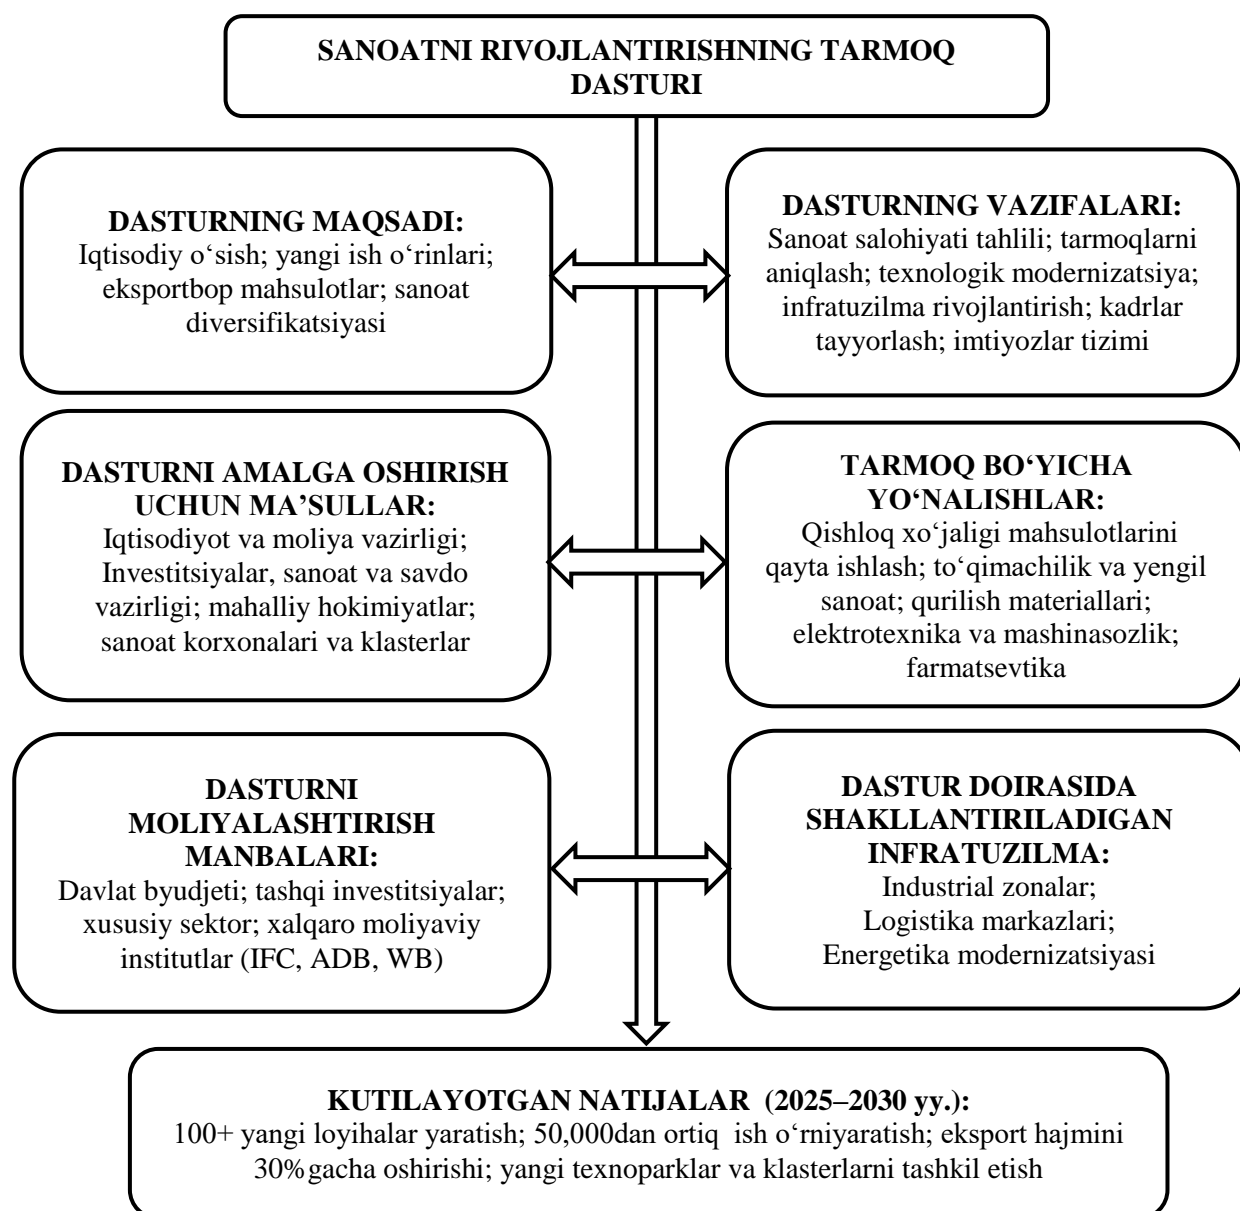 SANOATNI RIVOJLANTIRISHNING TARMOQ
DASTURI
DASTURNING MAQSADI:
Iqtisodiy o‘sish; yangi ish o‘rinlari;
eksportbop mahsulotlar; sanoat
diversifikatsiyasi
DASTURNING VAZIFALARI:
Sanoat salohiyati tahlili; tarmoqlarni
aniqlash; texnologik modernizatsiya;
infratuzilma rivojlantirish; kadrlar
tayyorlash; imtiyozlar tizimi
DASTURNI AMALGA OSHIRISH
UCHUN MA’SULLAR:
Iqtisodiyot va moliya vazirligi;
Investitsiyalar, sanoat va savdo
vazirligi; mahalliy hokimiyatlar;
sanoat korxonalari va klasterlar
TARMOQ BO‘YICHA
YO‘NALISHLAR:
Qishloq xo‘jaligi mahsulotlarini
qayta ishlash; to‘qimachilik va yengil
sanoat; qurilish materiallari;
elektrotexnika va mashinasozlik;
farmatsevtika
DASTURNI
MOLIYALASHTIRISH
MANBALARI:
Davlat byudjeti; tashqi investitsiyalar;
xususiy sektor; xalqaro moliyaviy
institutlar (IFC, ADB, WB)
DASTUR DOIRASIDA
SHAKLLANTIRILADIGAN
INFRATUZILMA:
Industrial zonalar;
Logistika markazlari;
Energetika modernizatsiyasi
KUTILAYOTGAN NATIJALAR (2025–2030 yy.):
100+ yangi loyihalar yaratish; 50,000dan ortiq ish o‘rniyaratish; eksport hajmini
30%gacha oshirishi; yangi texnoparklar va klasterlarni tashkil etish